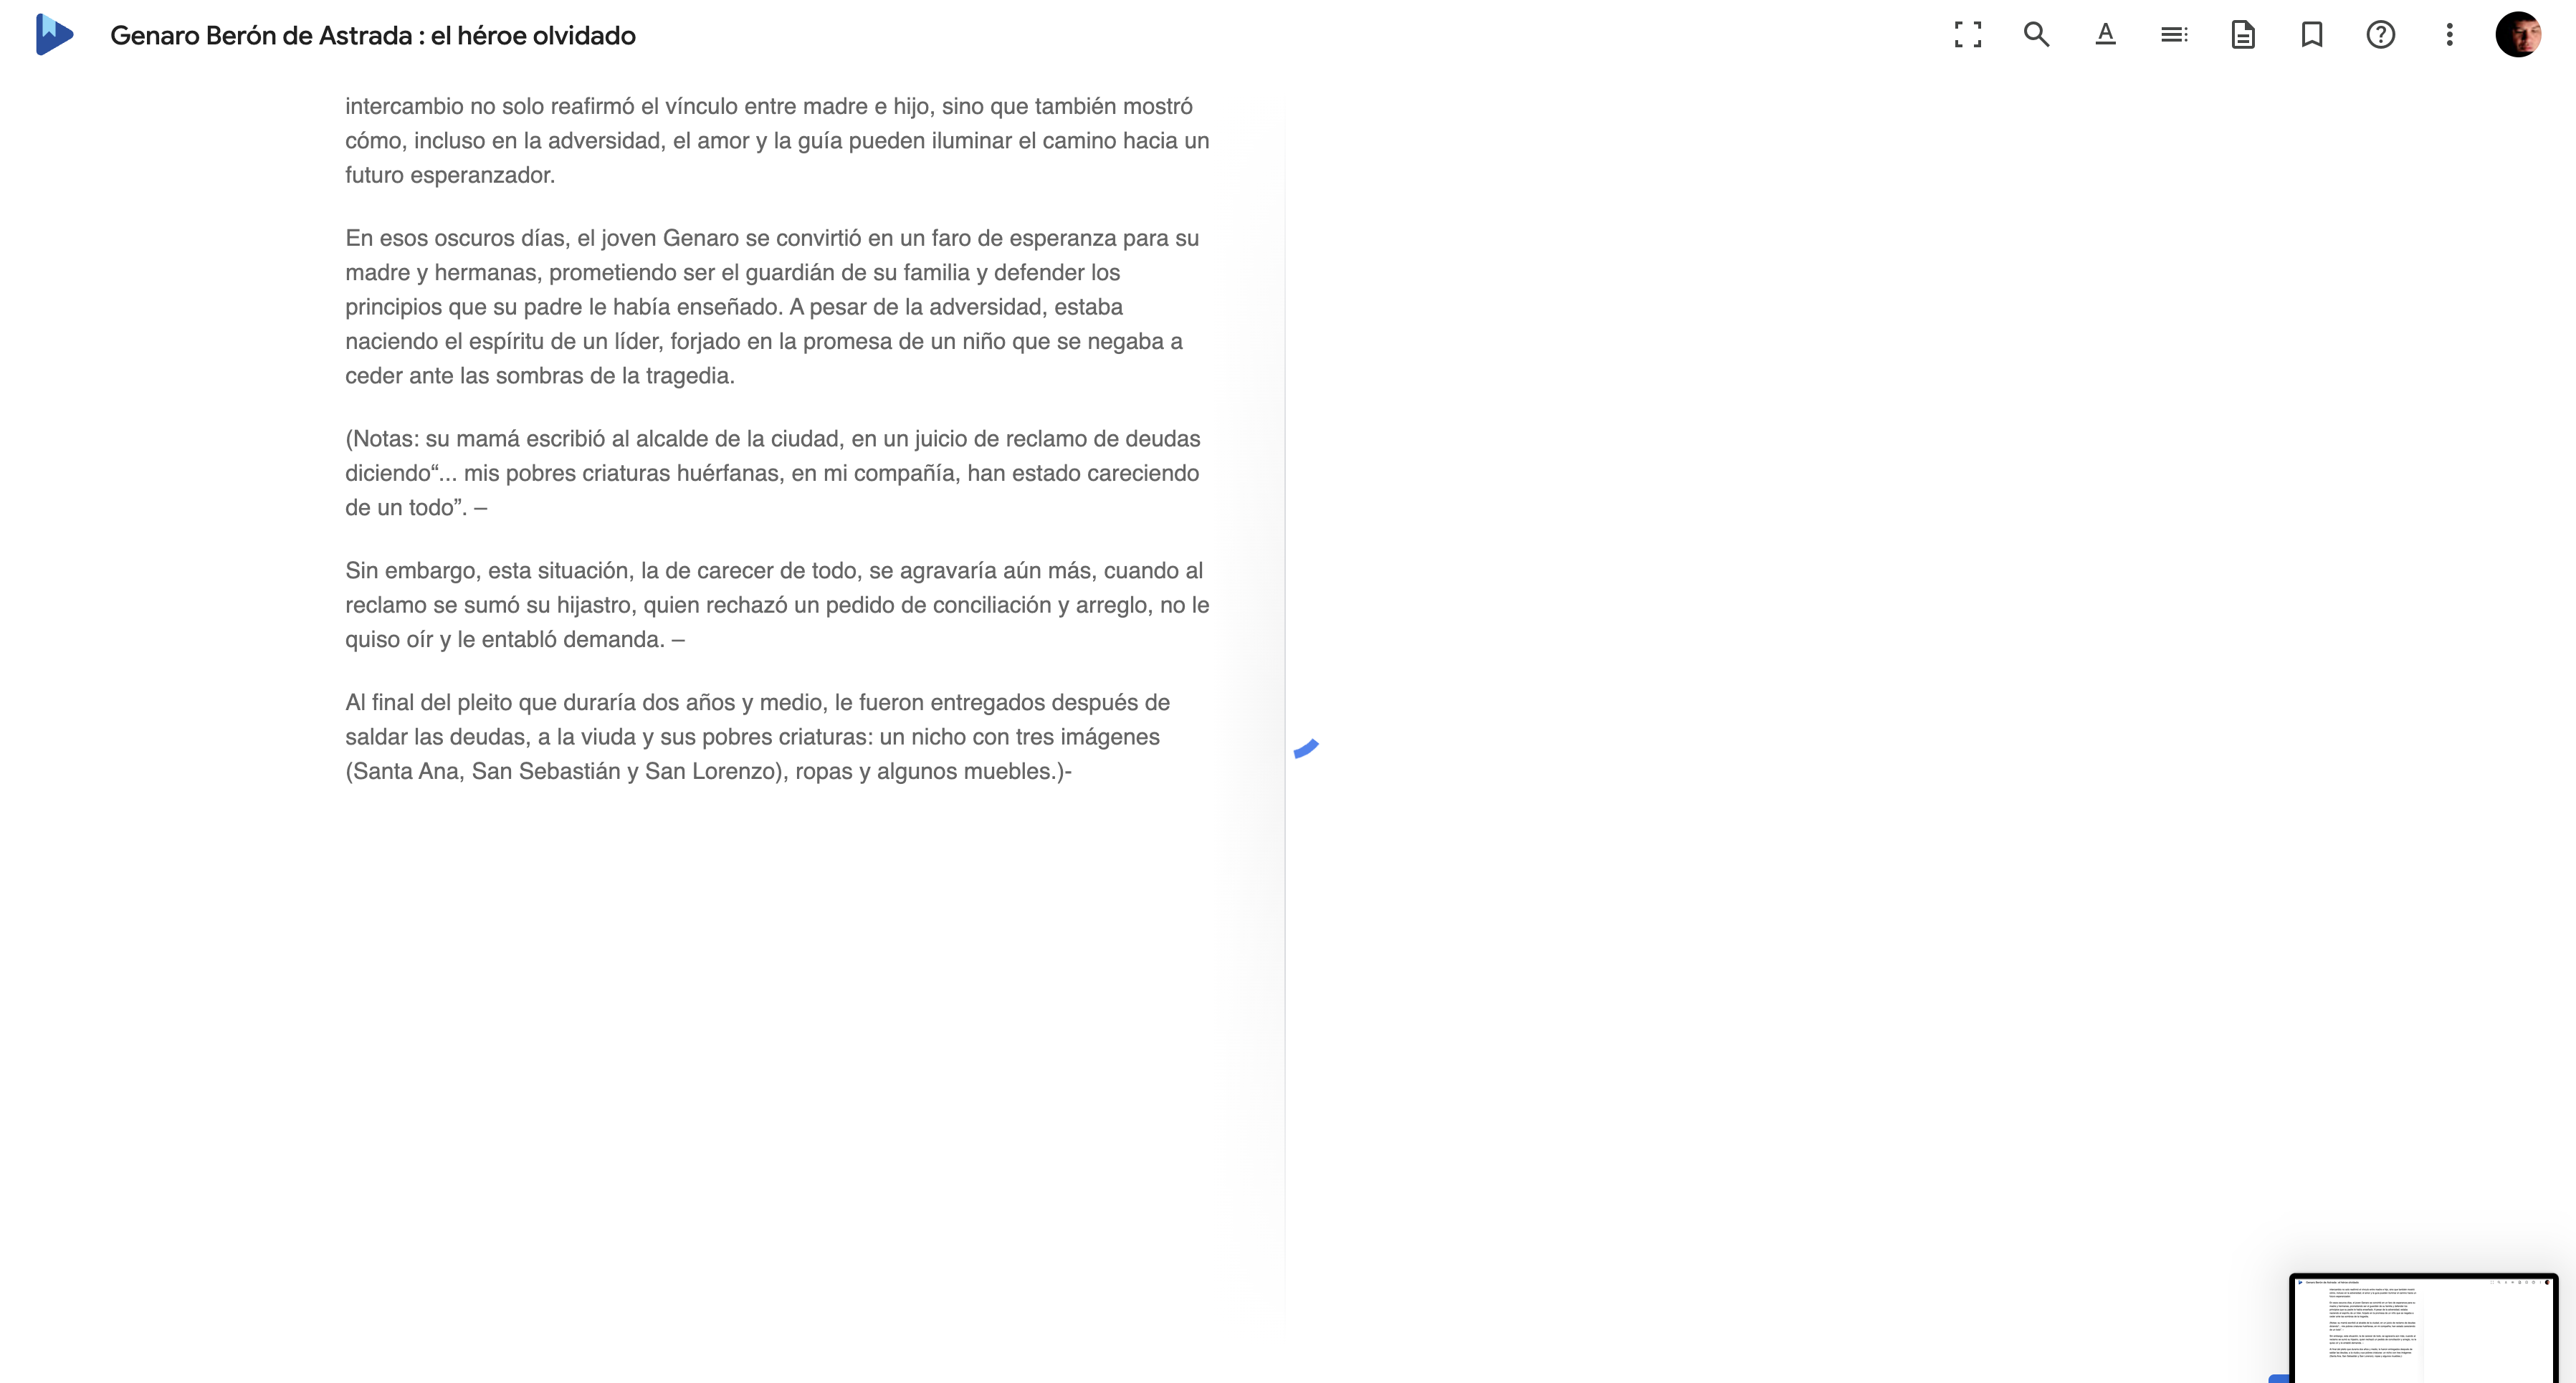 Genaro Berón de Astrada : el héroe olvidado
intercambio no solo reafirmó el vínculo entre madre e hijo, sino que también mostró
cómo, incluso en la adversidad, el amor y la guía pueden iluminar el camino hacia un
futuro esperanzador.
En esos oscuros días, el joven Genaro se convirtió en un faro de esperanza para su
madre y hermanas, prometiendo ser el guardián de su familia y defender los
principios que su padre le había enseñado. A pesar de la adversidad, estaba
naciendo el espíritu de un líder, forjado en la promesa de un niño que se negaba a
ceder ante las sombras de la tragedia.
(Notas: su mamá escribió al alcalde de la ciudad, en un juicio de reclamo de deudas
diciendo“... mis pobres criaturas huérfanas, en mi compañía, han estado careciendo
de un todo”. –
Sin embargo, esta situación, la de carecer de todo, se agravaría aún más, cuando al
reclamo se sumó su hijastro, quien rechazó un pedido de conciliación y arreglo, no le
quiso oír y le entabló demanda. –
Al final del pleito que duraría dos años y medio, le fueron entregados después de
saldar las deudas, a la viuda y sus pobres criaturas: un nicho con tres imágenes
(Santa Ana, San Sebastián y San Lorenzo), ropas y algunos muebles.)-